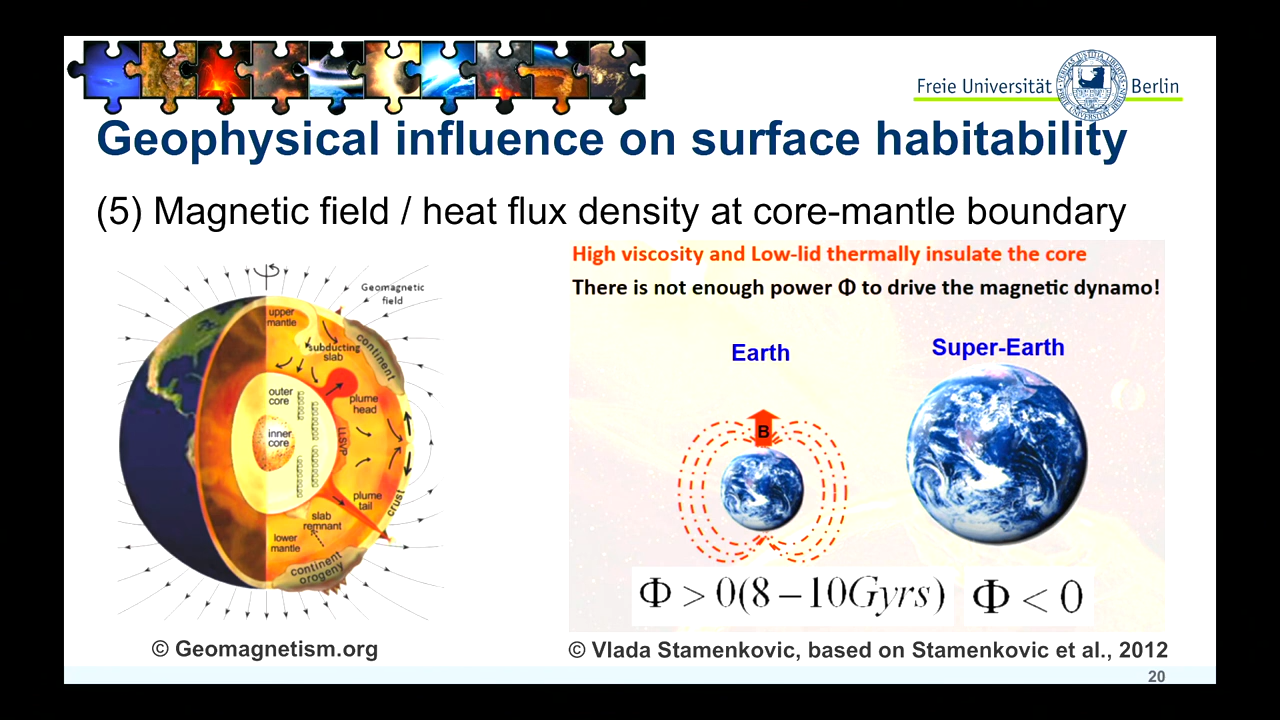 Freie Universität Berlin
Geophysical influence on surface habitability
(5) Magnetic field / heat flux density at core-mantle boundary
Geomagnetic
field
upper
mantle
subducting
slab
continent
outer
core
plume
head
inner
core
LLSVP
plume
tail
crust
slab
remnant
lower
mantle
continent
orogeny
© Geomagnetism.org
High viscosity and Low-lid thermally insulate the core
There is not enough power Φ to drive the magnetic dynamo!
Earth
Super-Earth
B
Φ > 0(8 – 10Gyrs)
Φ < 0
© Vlada Stamenkovic, based on Stamenkovic et al., 2012
20